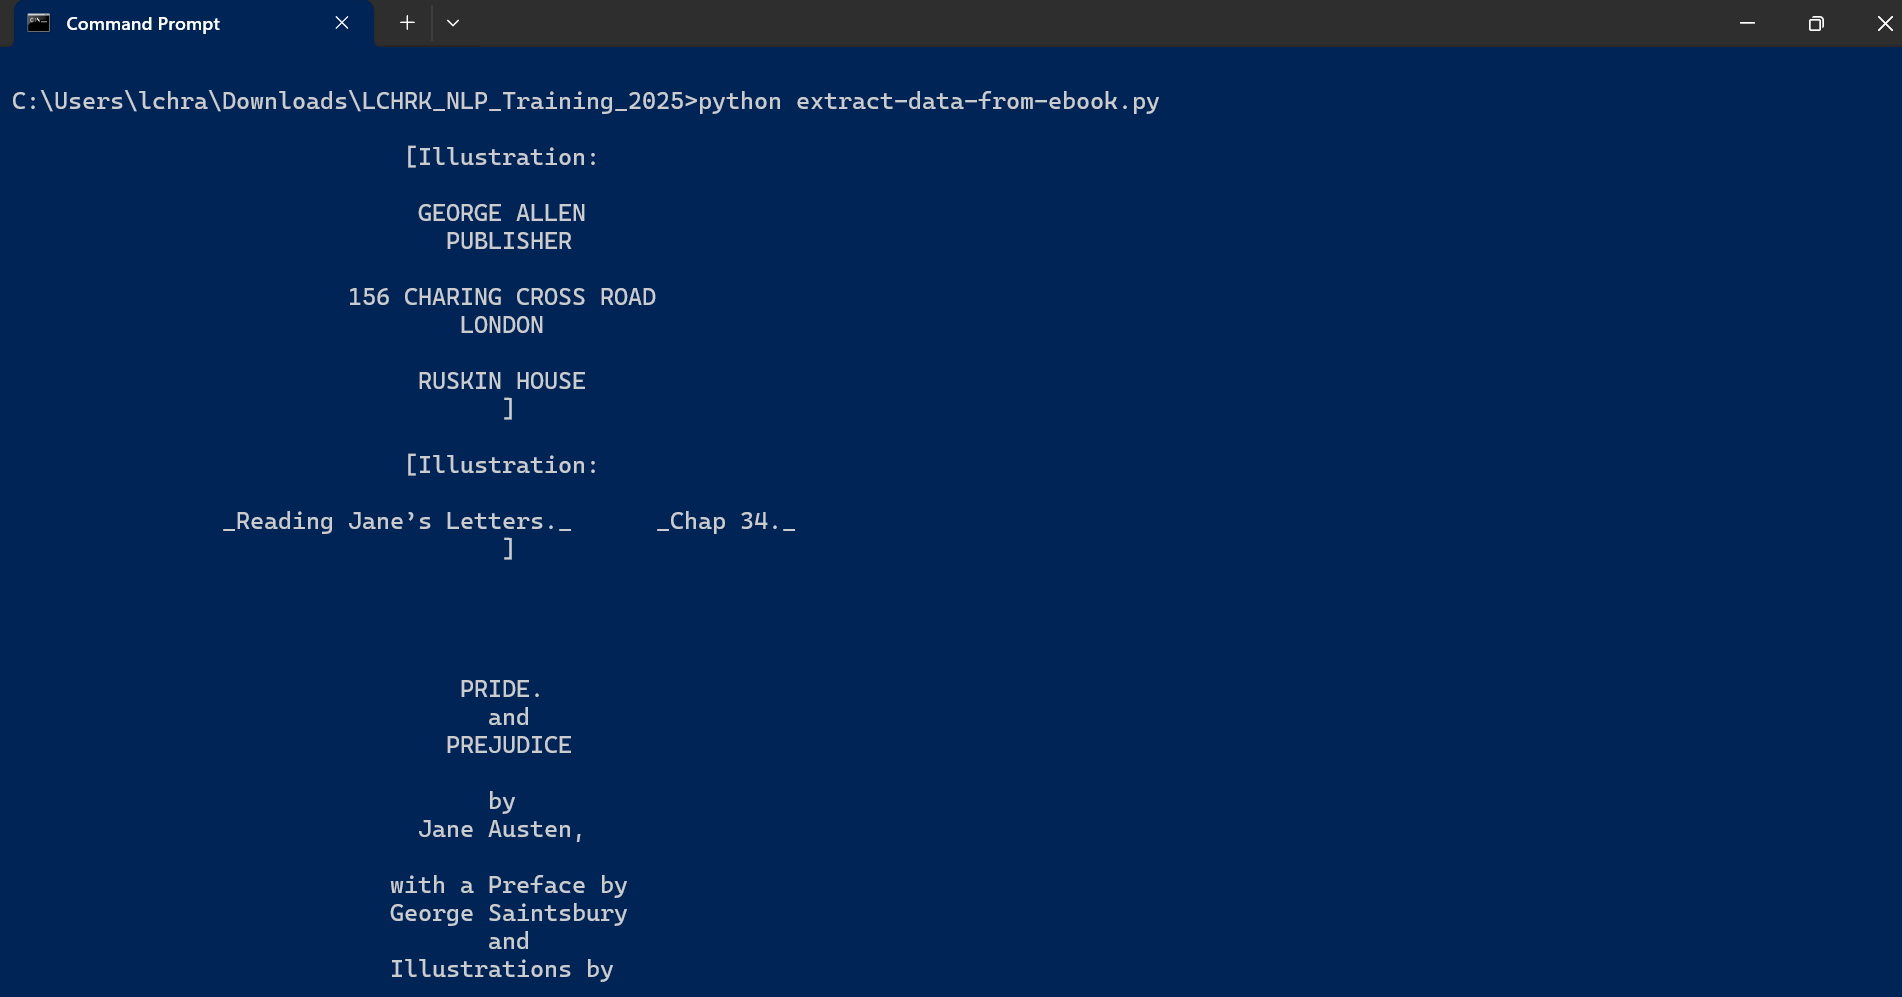 Command Prompt
C:\Users\lchra\Downloads\LCHRK_NLP_Training_2025>python extract-data-from-ebook.py
[Illustration:
GEORGE ALLEN
PUBLISHER
156 CHARING CROSS ROAD
LONDON
RUSKIN HOUSE
]
[Illustration:
_Reading Jane’s Letters._ _Chap 34._
]
PRIDE.
and
PREJUDICE
by
Jane Austen,
with a Preface by
George Saintsbury
and
Illustrations by